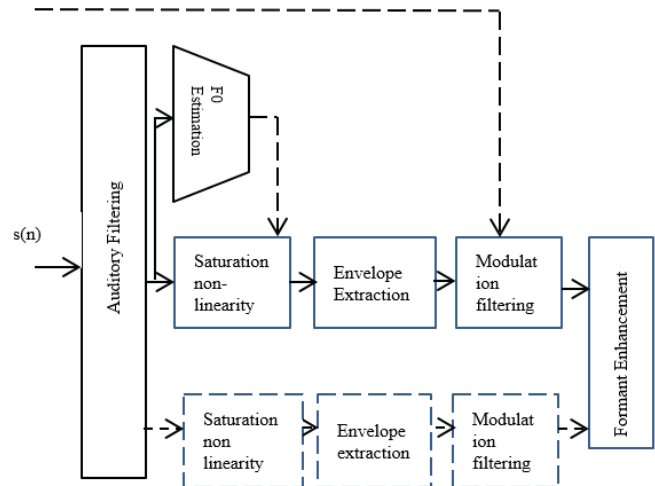 s(n)
Auditory Filtering
F0
Estimation
Saturation
non-
linearity
Envelope
Extraction
Modulat
ion
filtering
Formant Enhancement
Saturation
non
linearity
Envelope
extraction
Modulat
ion
filtering